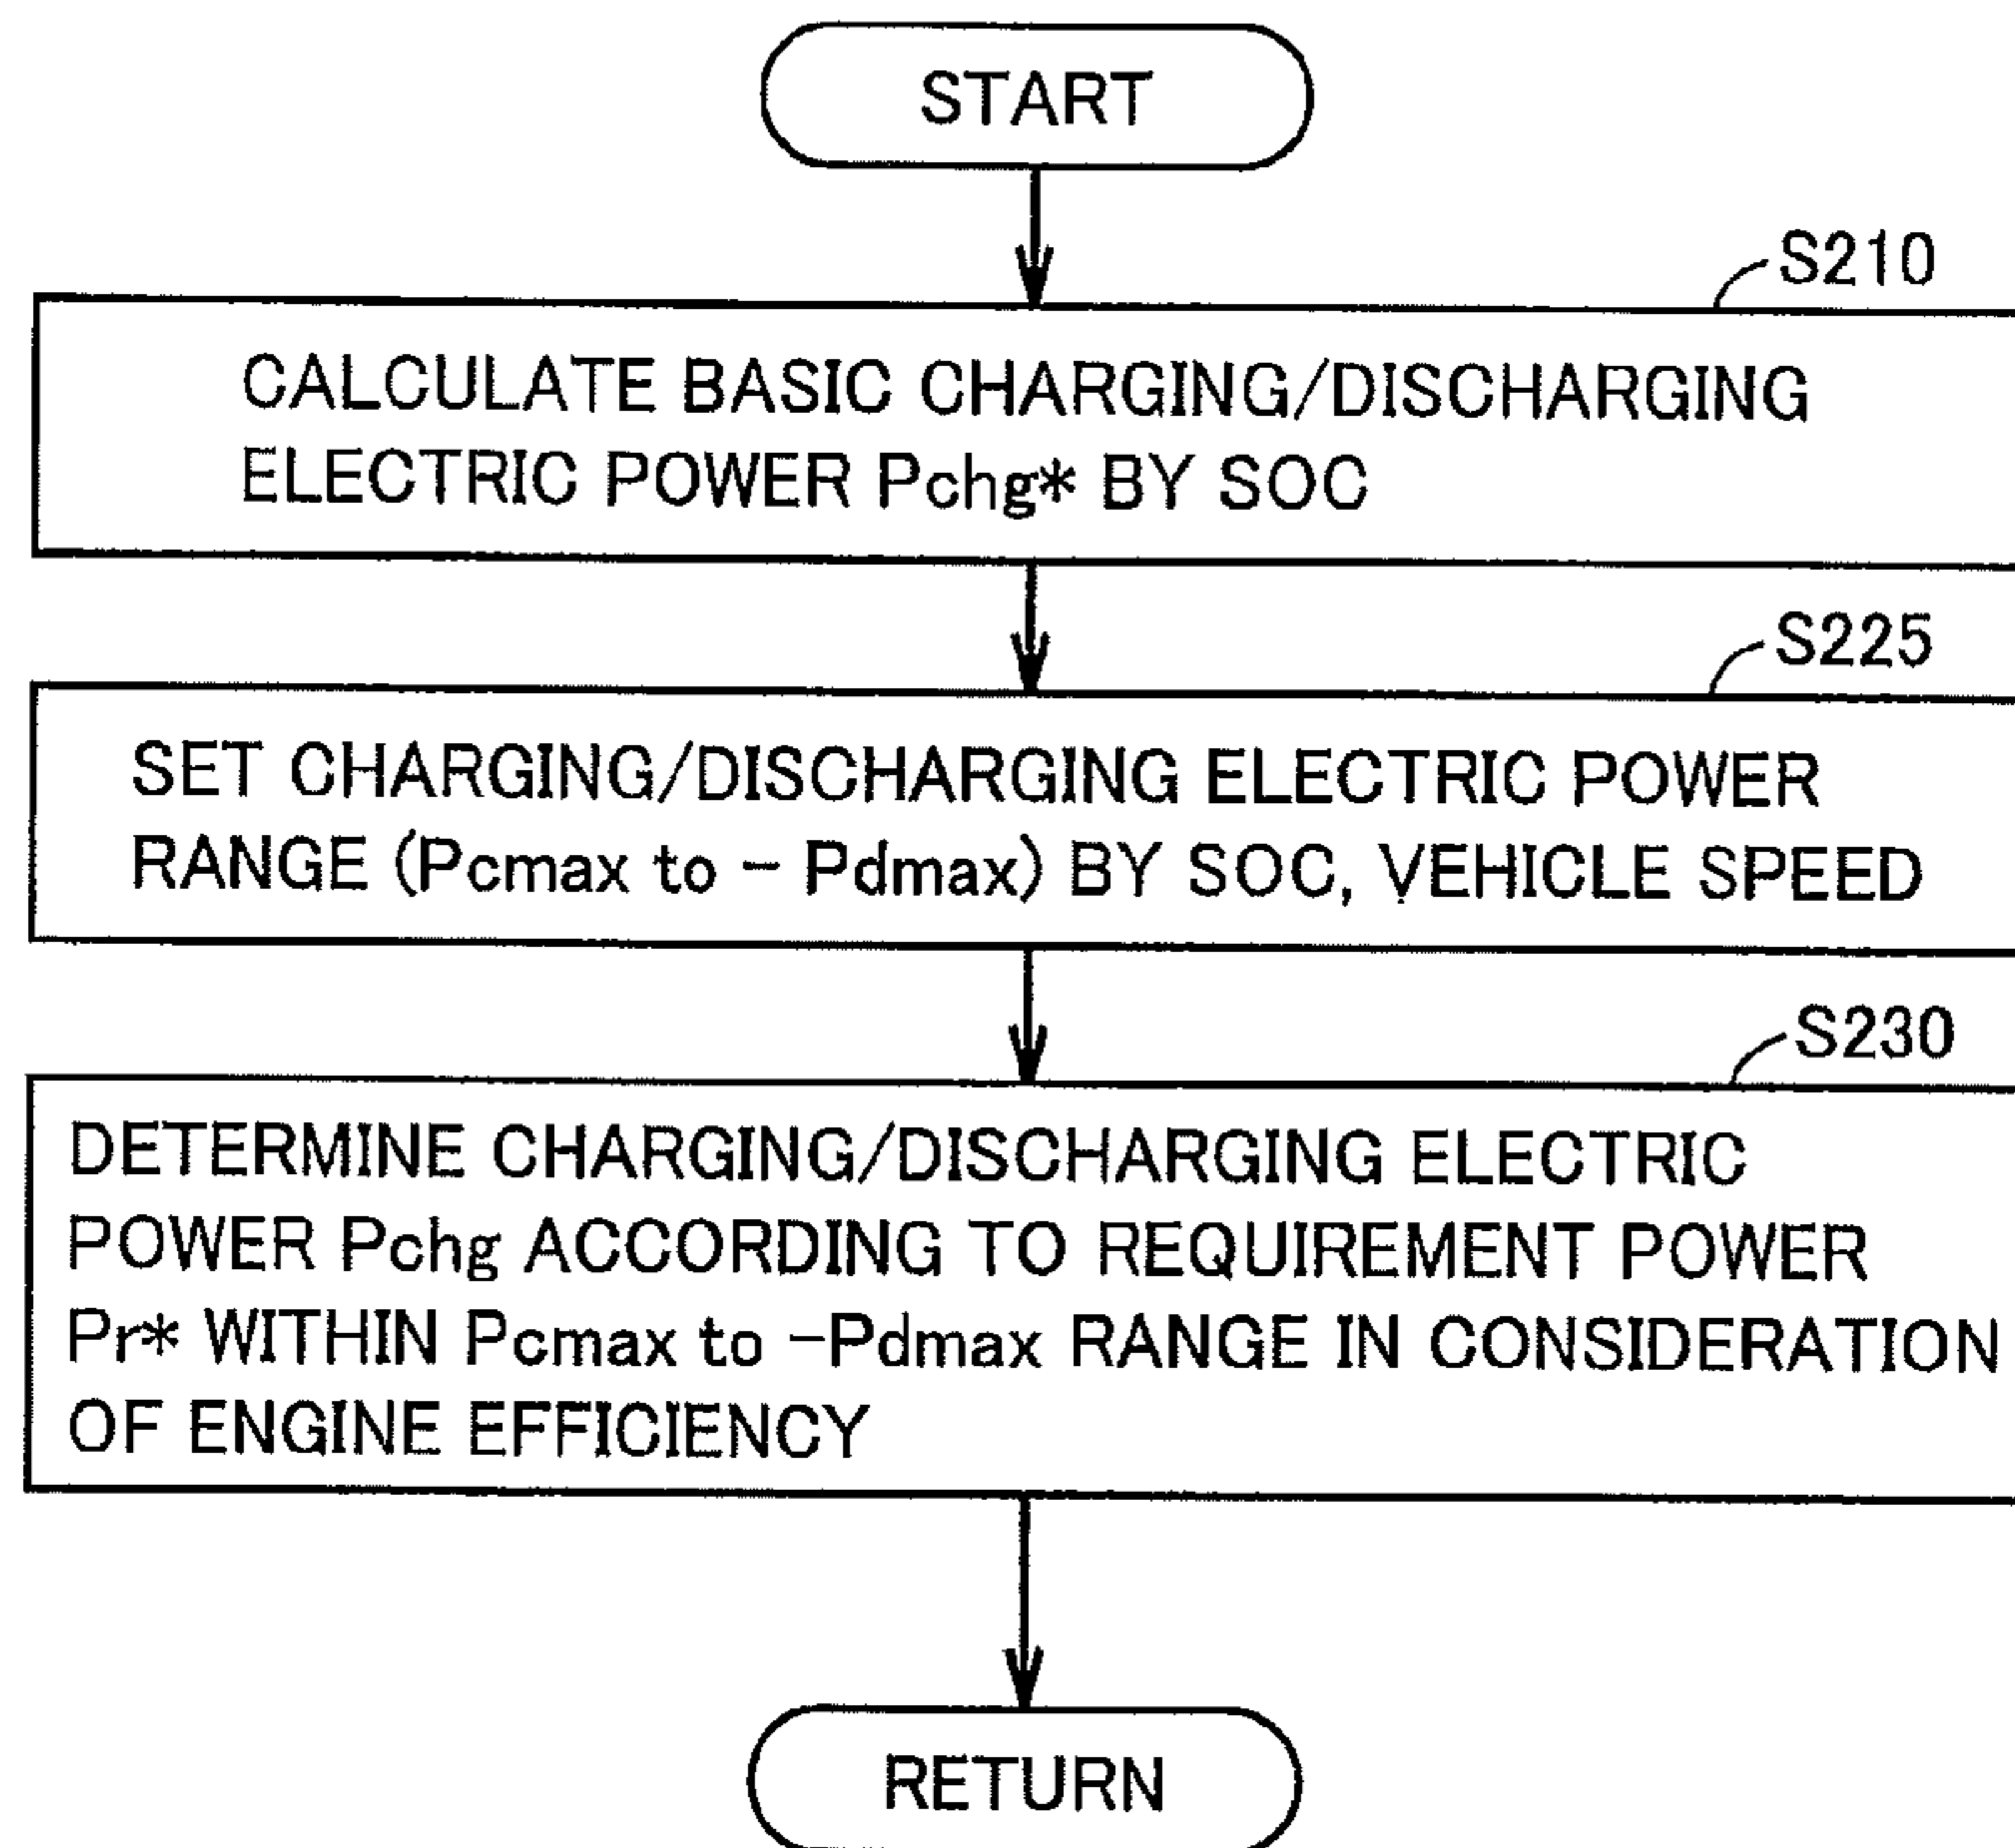 START
S210
CALCULATE BASIC CHARGING/DISCHARGING
ELECTRIC POWER Pchg* BY SOC
S225
SET CHARGING/DISCHARGING ELECTRIC POWER
RANGE (Pcmax to - Pdmax) BY SOC, VEHICLE SPEED
S230
DETERMINE CHARGING/DISCHARGING ELECTRIC
POWER Pchg ACCORDING TO REQUIREMENT POWER
Pr* WITHIN Pcmax to -Pdmax RANGE IN CONSIDERATION
OF ENGINE EFFICIENCY
RETURN